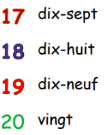 17 dix-sept
18 dix-huit
19 dix-neuf
20 vingt